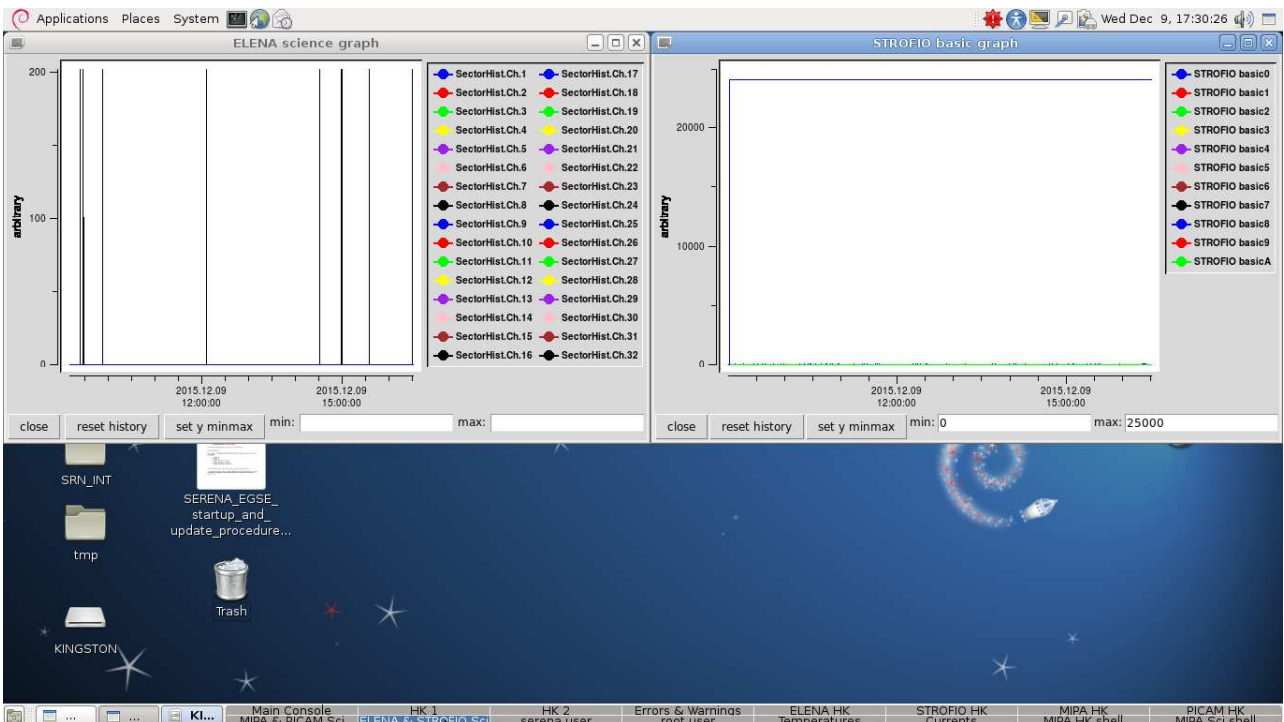 Applications Places System Wed Dec 9, 17:30:26
ELENA science graph
200
100
0
arbitrary
2015.12.09
12:00:00
2015.12.09
15:00:00
SectorHist.Ch.1 SectorHist.Ch.17
SectorHist.Ch.2 SectorHist.Ch.18
SectorHist.Ch.3 SectorHist.Ch.19
SectorHist.Ch.4 SectorHist.Ch.20
SectorHist.Ch.5 SectorHist.Ch.21
SectorHist.Ch.6 SectorHist.Ch.22
SectorHist.Ch.7 SectorHist.Ch.23
SectorHist.Ch.8 SectorHist.Ch.24
SectorHist.Ch.9 SectorHist.Ch.25
SectorHist.Ch.10 SectorHist.Ch.26
SectorHist.Ch.11 SectorHist.Ch.27
SectorHist.Ch.12 SectorHist.Ch.28
SectorHist.Ch.13 SectorHist.Ch.29
SectorHist.Ch.14 SectorHist.Ch.30
SectorHist.Ch.15 SectorHist.Ch.31
SectorHist.Ch.16 SectorHist.Ch.32
close reset history set y minmax min: max:
STROFIO basic graph
20000
10000
0
arbitrary
2015.12.09
12:00:00
2015.12.09
15:00:00
STROFIO basic0
STROFIO basic1
STROFIO basic2
STROFIO basic3
STROFIO basic4
STROFIO basic5
STROFIO basic6
STROFIO basic7
STROFIO basic8
STROFIO basic9
STROFIO basicA
close reset history set y minmax min: 0 max: 25000
SRN_INT
SERENA_EGSE_
startup_and_
update_procedure...
tmp
Trash
KINGSTON
... ... KI...
Main Console HK 1 HK 2 Errors & Warnings ELENA HK STROFIO HK MIPA HK PICAM HK
MIPA & PICAM Sci ELENA & STROFIO Sci serena user root user Temperatures Currents MIPA HK shell MIPA Sci shell